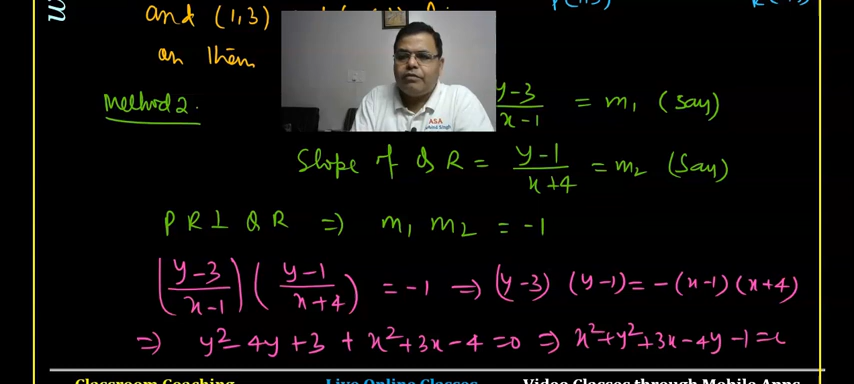 and (1,3)
on them
Method 2.
y-3 / x-1 = m₁ (say)
ASA
Slope of QR = y-1 / x+4 = m₂ (say)
PR ⊥ QR ⇒ m₁ m₂ = -1
(y-3 / x-1) (y-1 / x+4) = -1 ⇒ (y-3) (y-1) = -(x-1) (x+4)
⇒ y² - 4y + 3 + x² + 3x - 4 = 0 ⇒ x² + y² + 3x - 4y - 1 =
Classroom Coaching Live Online Classes Video Classes through Mobile Apps